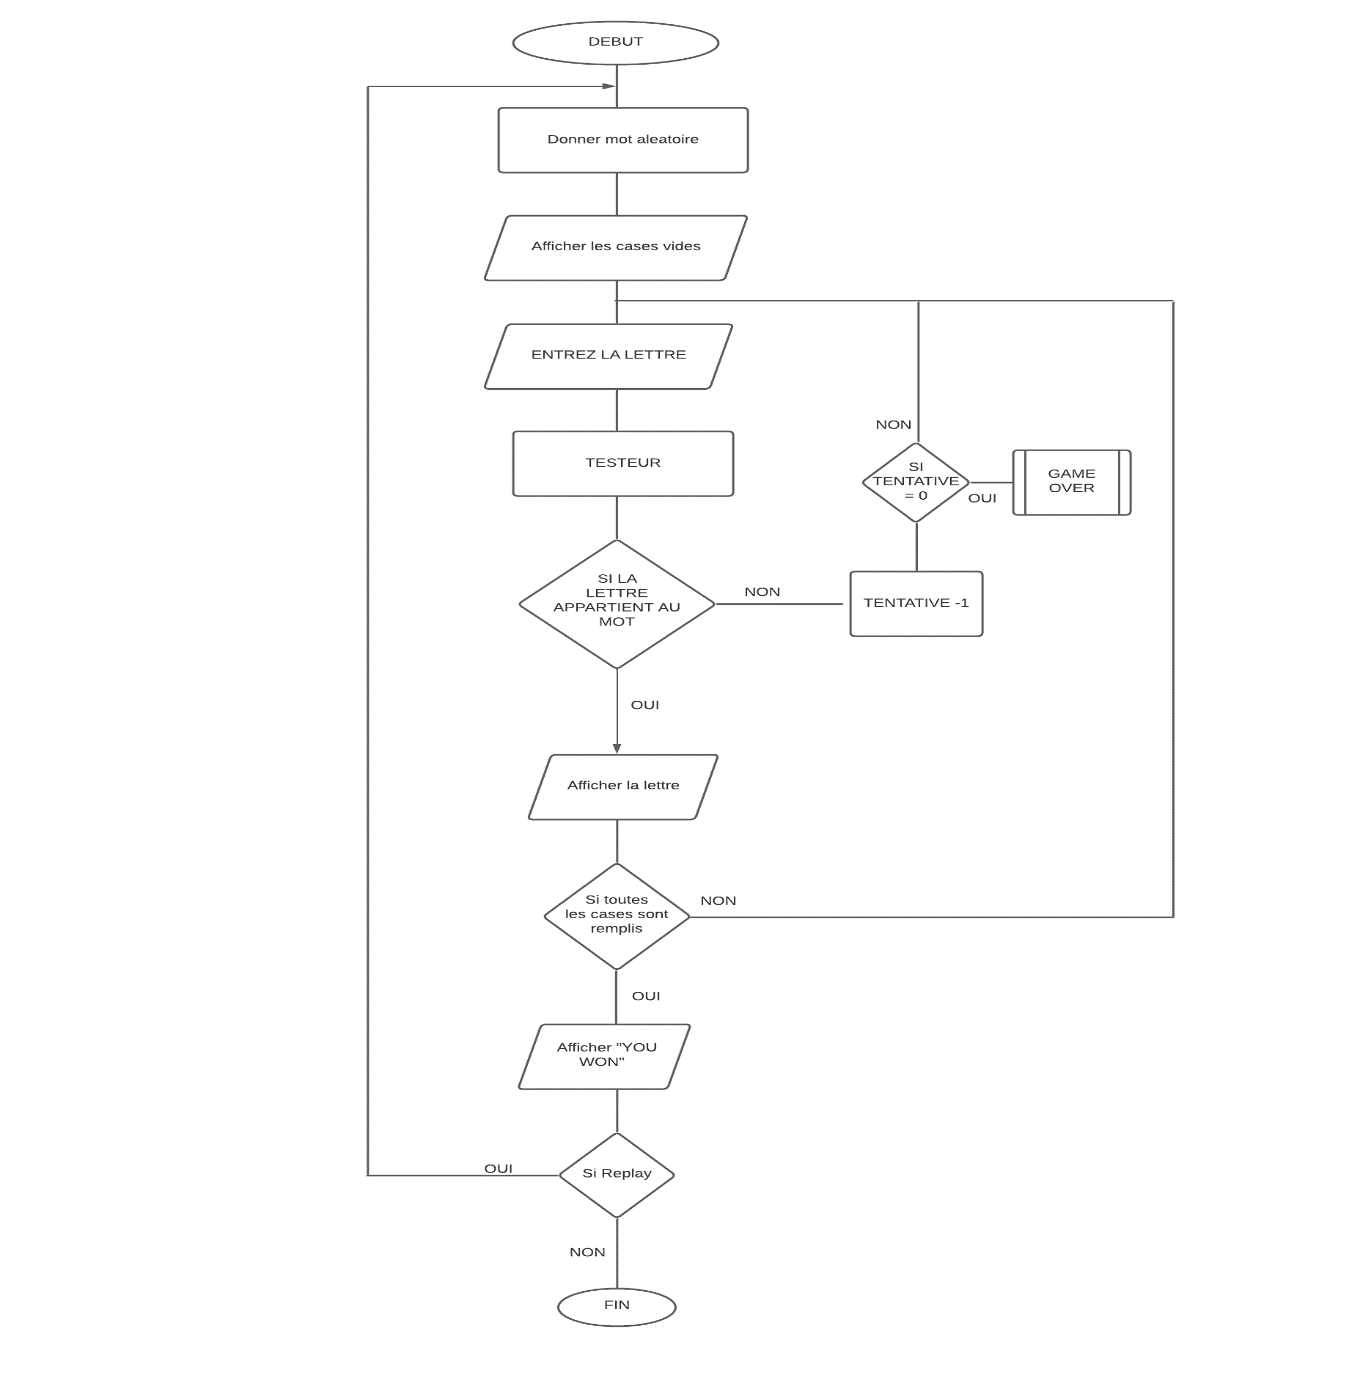 DEBUT
Donner mot aleatoire
Afficher les cases vides
ENTREZ LA LETTRE
TESTEUR
NON
SI
TENTATIVE
= 0
OUI
GAME
OVER
SI LA
LETTRE
APPARTIENT AU
MOT
NON
TENTATIVE -1
OUI
Afficher la lettre
Si toutes
les cases sont
remplis
NON
OUI
Afficher "YOU
WON"
Si Replay
OUI
NON
FIN